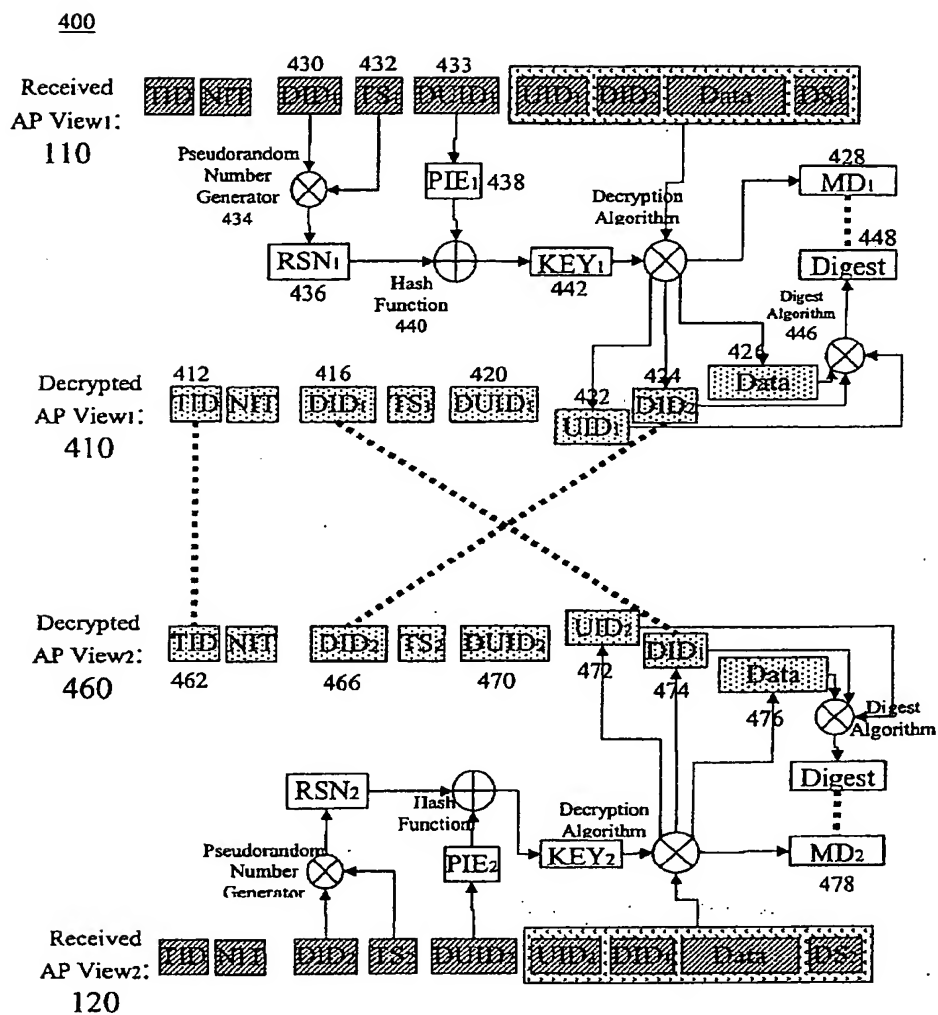 400
430 432 433
Received TID NIT DID₁ TS₁ DUID₁ UID₁ DID₂ Data DS₁
AP View₁:
110
Pseudorandom
Number
Generator
434
PIE₁ 438
Decryption
Algorithm
428
MD₁
448
Digest
RSN₁
436
Hash
Function
440
KEY₁
442
Digest
Algorithm
446
412 416 420 422 424 426
Decrypted TID NIT DID₁ TS₁ DUID₁ UID₁ DID₂ Data
AP View₁:
410
Decrypted TID NIT DID₂ TS₂ DUID₂ UID₂ DID₁ Data
AP View₂:
460
462 466 470 472 474 476
Digest
Algorithm
Digest
RSN₂
Hash
Function
Decryption
Algorithm
KEY₂
MD₂
478
Pseudorandom
Number
Generator
PIE₂
Received TID NIT DID₂ TS₂ DUID₂ UID₂ DID₁ Data DS₂
AP View₂:
120